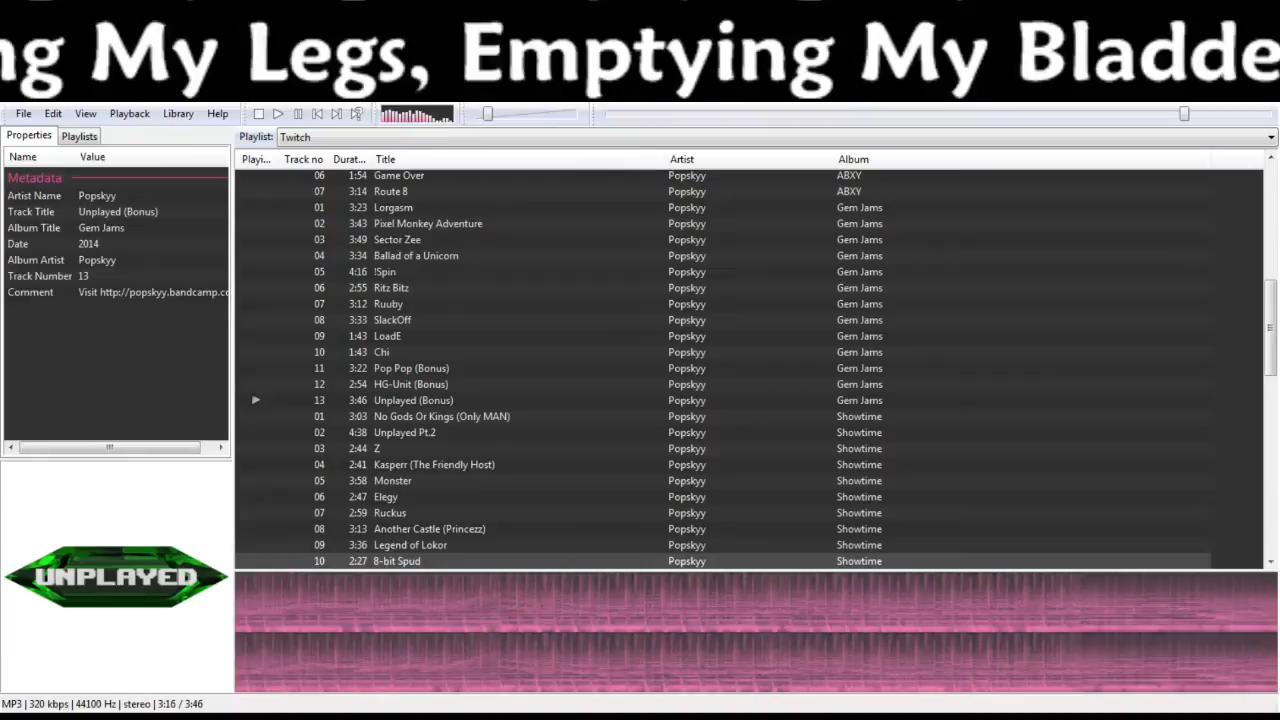 ng My Legs, Emptying My Bladde
File Edit View Playback Library Help
Properties Playlists
Playlist: Twitch
Name Value
Metadata
Artist Name Popskyy
Track Title Unplayed (Bonus)
Album Title Gem Jams
Date 2014
Album Artist Popskyy
Track Number 13
Comment Visit http://popskyy.bandcamp.co
UNPLAYED
Playi... Track no Durat... Title Artist Album
06 1:54 Game Over Popskyy ABXY
07 3:14 Route 8 Popskyy ABXY
01 3:23 Lorgasm Popskyy Gem Jams
02 3:43 Pixel Monkey Adventure Popskyy Gem Jams
03 3:49 Sector Zee Popskyy Gem Jams
04 3:34 Ballad of a Unicorn Popskyy Gem Jams
05 4:16 !Spin Popskyy Gem Jams
06 2:55 Ritz Bitz Popskyy Gem Jams
07 3:12 Ruuby Popskyy Gem Jams
08 3:33 SlackOff Popskyy Gem Jams
09 1:43 LoadE Popskyy Gem Jams
10 1:43 Chi Popskyy Gem Jams
11 3:22 Pop Pop (Bonus) Popskyy Gem Jams
12 2:54 HG-Unit (Bonus) Popskyy Gem Jams
13 3:46 Unplayed (Bonus) Popskyy Gem Jams
01 3:03 No Gods Or Kings (Only MAN) Popskyy Showtime
02 4:38 Unplayed Pt.2 Popskyy Showtime
03 2:44 Z Popskyy Showtime
04 2:41 Kasperr (The Friendly Host) Popskyy Showtime
05 3:58 Monster Popskyy Showtime
06 2:47 Elegy Popskyy Showtime
07 2:59 Ruckus Popskyy Showtime
08 3:13 Another Castle (Princezz) Popskyy Showtime
09 3:36 Legend of Lokor Popskyy Showtime
10 2:27 8-bit Spud Popskyy Showtime
MP3 | 320 kbps | 44100 Hz | stereo | 3:16 / 3:46